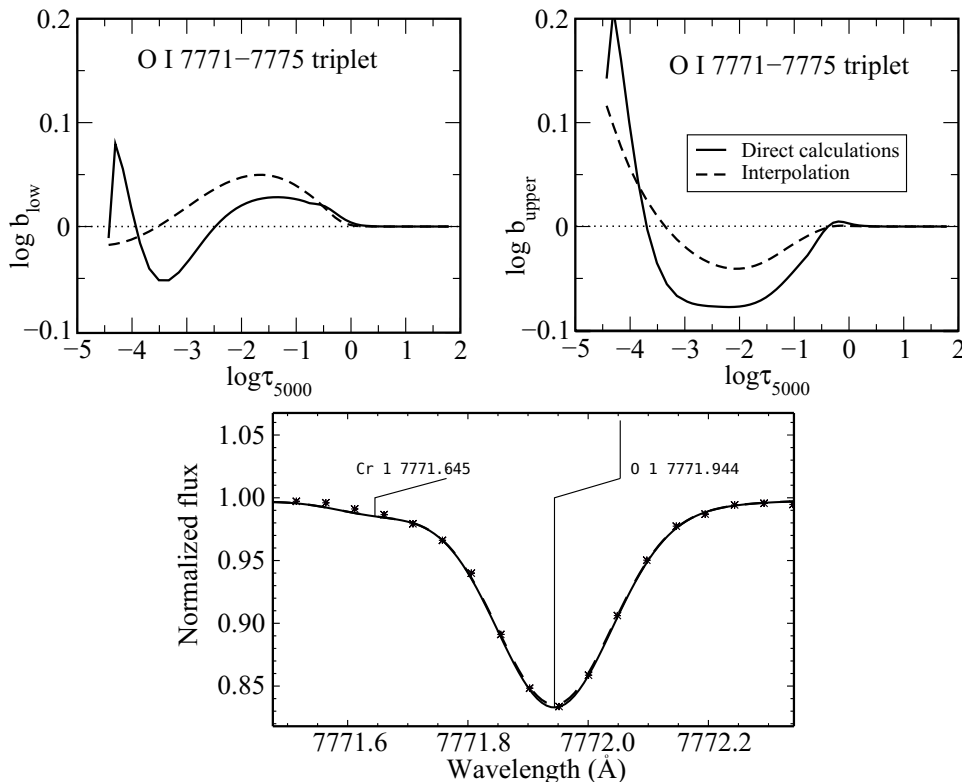 O I 7771−7775 triplet
log b_low
0.2
0.1
0
−0.1
−5 −4 −3 −2 −1 0 1 2
logτ_5000
O I 7771−7775 triplet
Direct calculations
Interpolation
log b_upper
0.2
0.1
0
−0.1
−5 −4 −3 −2 −1 0 1 2
logτ_5000
Normalized flux
1.05
1.00
0.95
0.90
0.85
Cr 1 7771.645
O 1 7771.944
7771.6 7771.8 7772.0 7772.2
Wavelength (Å)